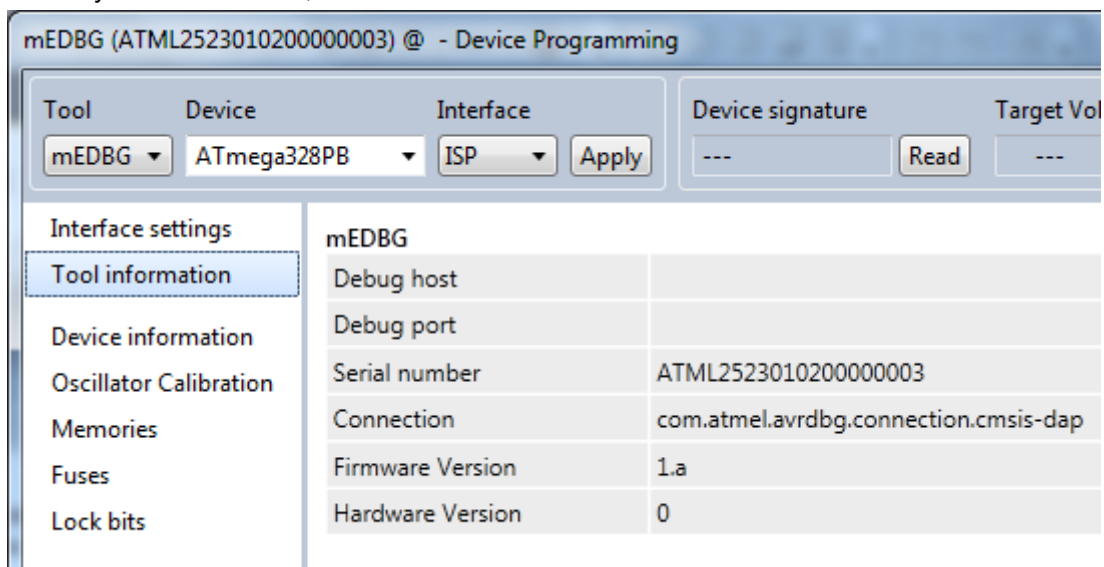 mEDBG (ATML2523010200000003) @ - Device Programming
Tool Device Interface Device signature Target Vol
mEDBG ATmega328PB ISP Apply --- Read ---
Interface settings
Tool information
Device information
Oscillator Calibration
Memories
Fuses
Lock bits
mEDBG
Debug host
Debug port
Serial number ATML2523010200000003
Connection com.atmel.avrdbg.connection.cmsis-dap
Firmware Version 1.a
Hardware Version 0